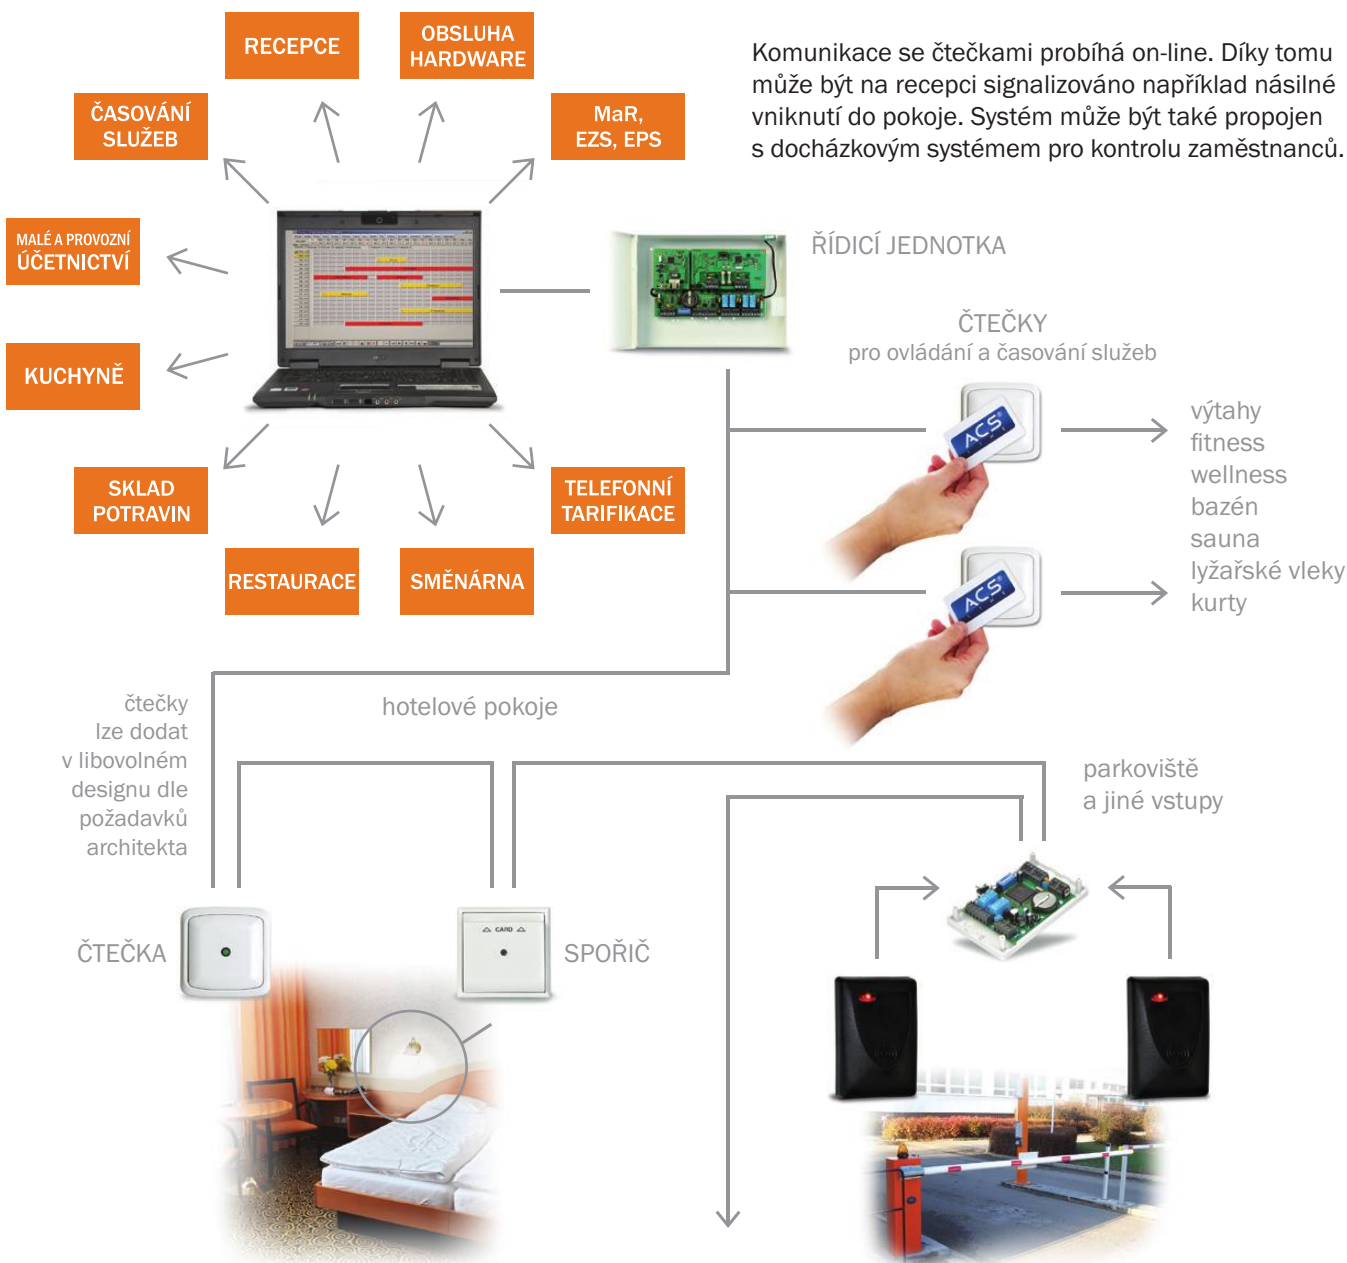 RECEPCE
OBSLUHA
HARDWARE
ČASOVÁNÍ
SLUŽEB
MaR,
EZS, EPS
Komunikace se čtečkami probíhá on-line. Díky tomu
může být na recepci signalizováno například násilné
vniknutí do pokoje. Systém může být také propojen
s docházkovým systémem pro kontrolu zaměstnanců.
MALÉ A PROVOZNÍ
ÚČETNICTVÍ
KUCHYNĚ
SKLAD
POTRAVIN
TELEFONNÍ
TARIFIKACE
RESTAURACE
SMĚNÁRNA
ŘÍDICÍ JEDNOTKA
ČTEČKY
pro ovládání a časování služeb
ACS
ACS
výtahy
fitness
wellness
bazén
sauna
lyžařské vleky
kurty
čtečky
lze dodat
v libovolném
designu dle
požadavků
architekta
hotelové pokoje
parkoviště
a jiné vstupy
ČTEČKA
CARD
SPOŘIČ